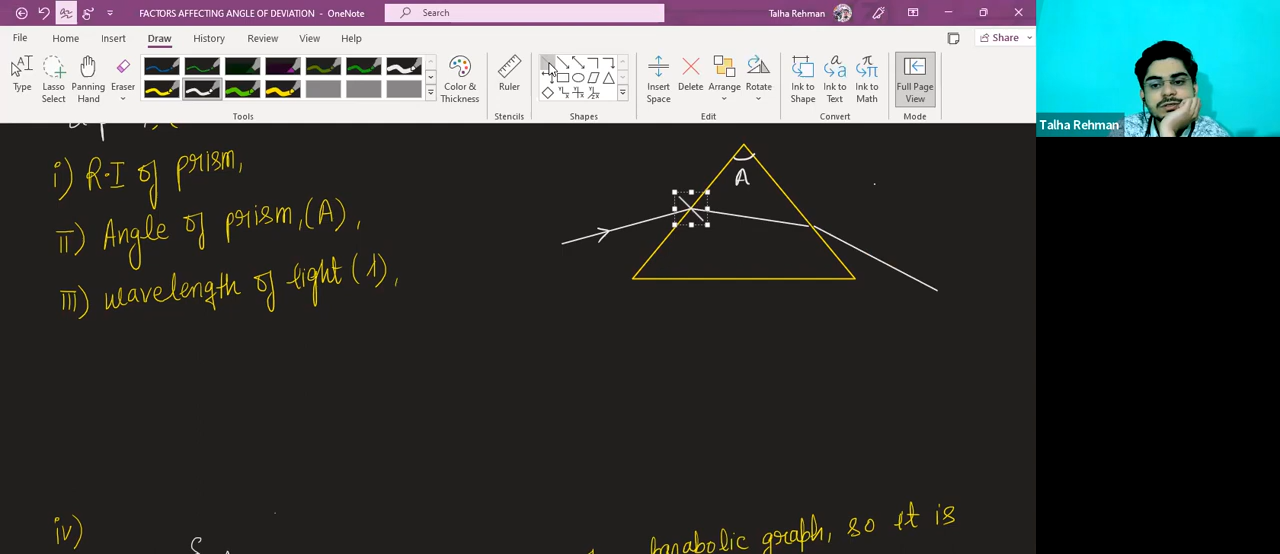 FACTORS AFFECTING ANGLE OF DEVIATION - OneNote
Search
Talha Rehman
File Home Insert Draw History Review View Help
Share
Type
Lasso Select
Panning Hand
Eraser
Color & Thickness
Ruler
Insert Space
Delete
Arrange
Rotate
Ink to Shape
Ink to Text
Ink to Math
Full Page View
Tools
Stencils
Shapes
Edit
Convert
Mode
Talha Rehman
i) R.I of prism,
A
II) Angle of prism,(A),
III) wavelength of light(λ),
iv)
parabolic graph, so it is